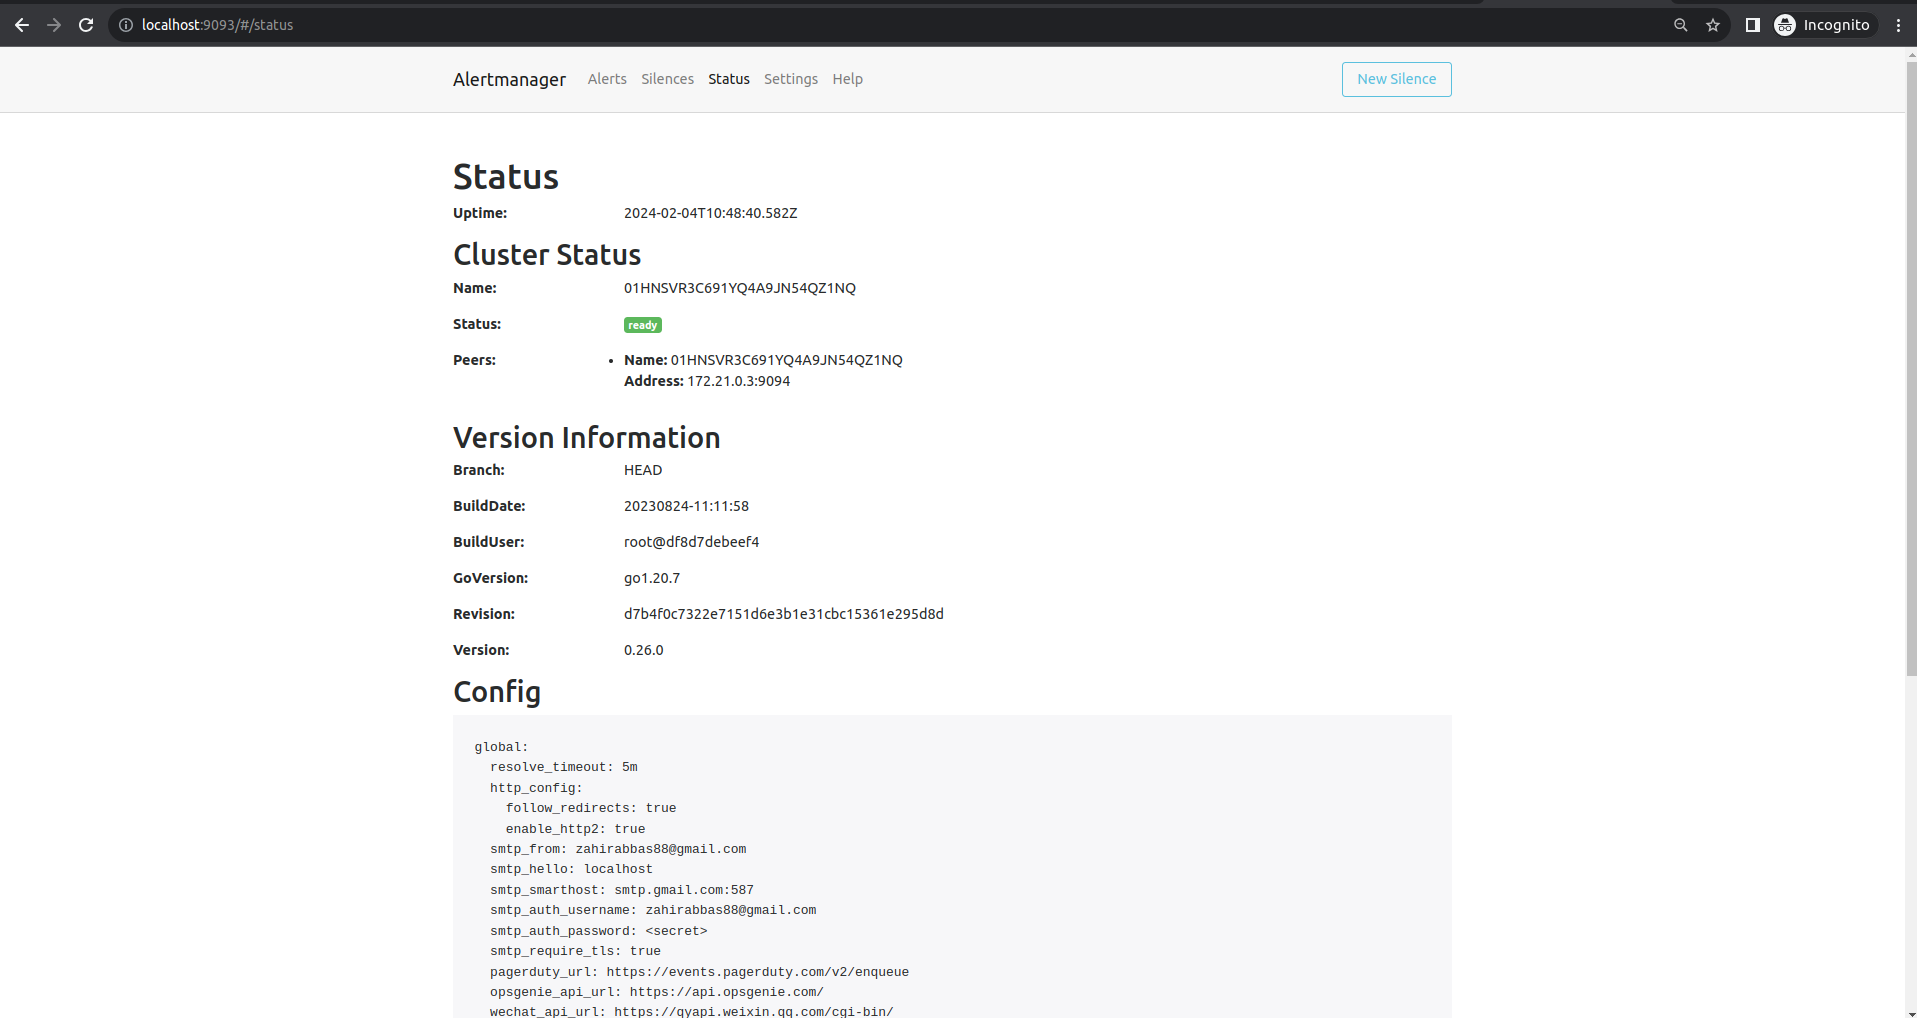 localhost:9093/#/status
Incognito
Alertmanager Alerts Silences Status Settings Help New Silence
Status
Uptime: 2024-02-04T10:48:40.582Z
Cluster Status
Name: 01HNSVR3C691YQ4A9JN54QZ1NQ
Status: ready
Peers: • Name: 01HNSVR3C691YQ4A9JN54QZ1NQ
Address: 172.21.0.3:9094
Version Information
Branch: HEAD
BuildDate: 20230824-11:11:58
BuildUser: root@df8d7debeef4
GoVersion: go1.20.7
Revision: d7b4f0c7322e7151d6e3b1e31cbc15361e295d8d
Version: 0.26.0
Config
global:
  resolve_timeout: 5m
  http_config:
    follow_redirects: true
    enable_http2: true
  smtp_from: zahirabbas88@gmail.com
  smtp_hello: localhost
  smtp_smarthost: smtp.gmail.com:587
  smtp_auth_username: zahirabbas88@gmail.com
  smtp_auth_password: <secret>
  smtp_require_tls: true
  pagerduty_url: https://events.pagerduty.com/v2/enqueue
  opsgenie_api_url: https://api.opsgenie.com/
  wechat_api_url: https://qyapi.weixin.qq.com/cgi-bin/